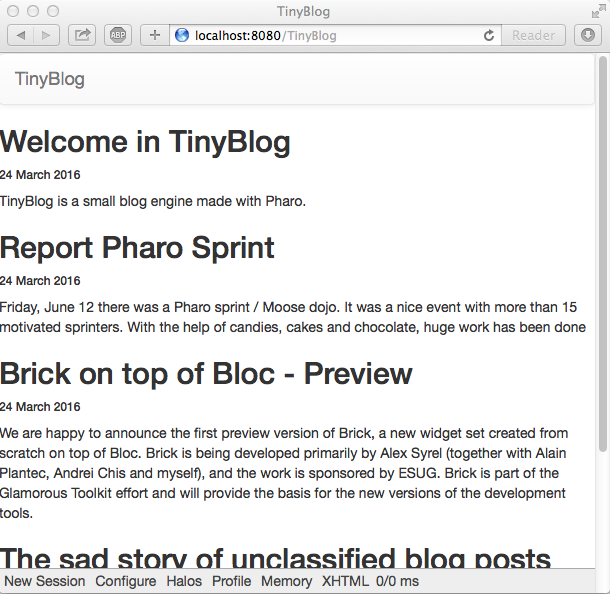 TinyBlog
ABP
localhost:8080/TinyBlog
Reader
TinyBlog
Welcome in TinyBlog
24 March 2016
TinyBlog is a small blog engine made with Pharo.
Report Pharo Sprint
24 March 2016
Friday, June 12 there was a Pharo sprint / Moose dojo. It was a nice event with more than 15
motivated sprinters. With the help of candies, cakes and chocolate, huge work has been done
Brick on top of Bloc - Preview
24 March 2016
We are happy to announce the first preview version of Brick, a new widget set created from
scratch on top of Bloc. Brick is being developed primarily by Alex Syrel (together with Alain
Plantec, Andrei Chis and myself), and the work is sponsored by ESUG. Brick is part of the
Glamorous Toolkit effort and will provide the basis for the new versions of the development
tools.
The sad story of unclassified blog posts
New Session Configure Halos Profile Memory XHTML 0/0 ms